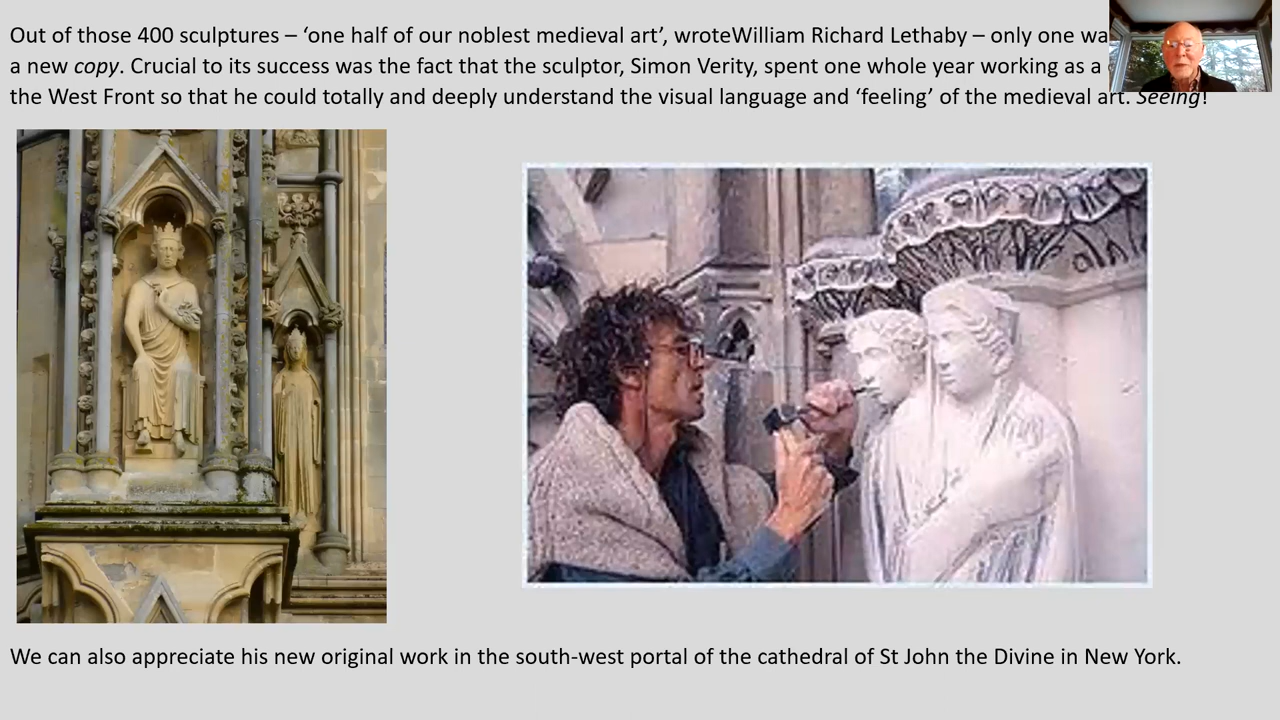 Out of those 400 sculptures – ‘one half of our noblest medieval art’, wroteWilliam Richard Lethaby – only one
a new copy. Crucial to its success was the fact that the sculptor, Simon Verity, spent one whole year working as a
the West Front so that he could totally and deeply understand the visual language and ‘feeling’ of the medieval art. Seeing!
We can also appreciate his new original work in the south-west portal of the cathedral of St John the Divine in New York.